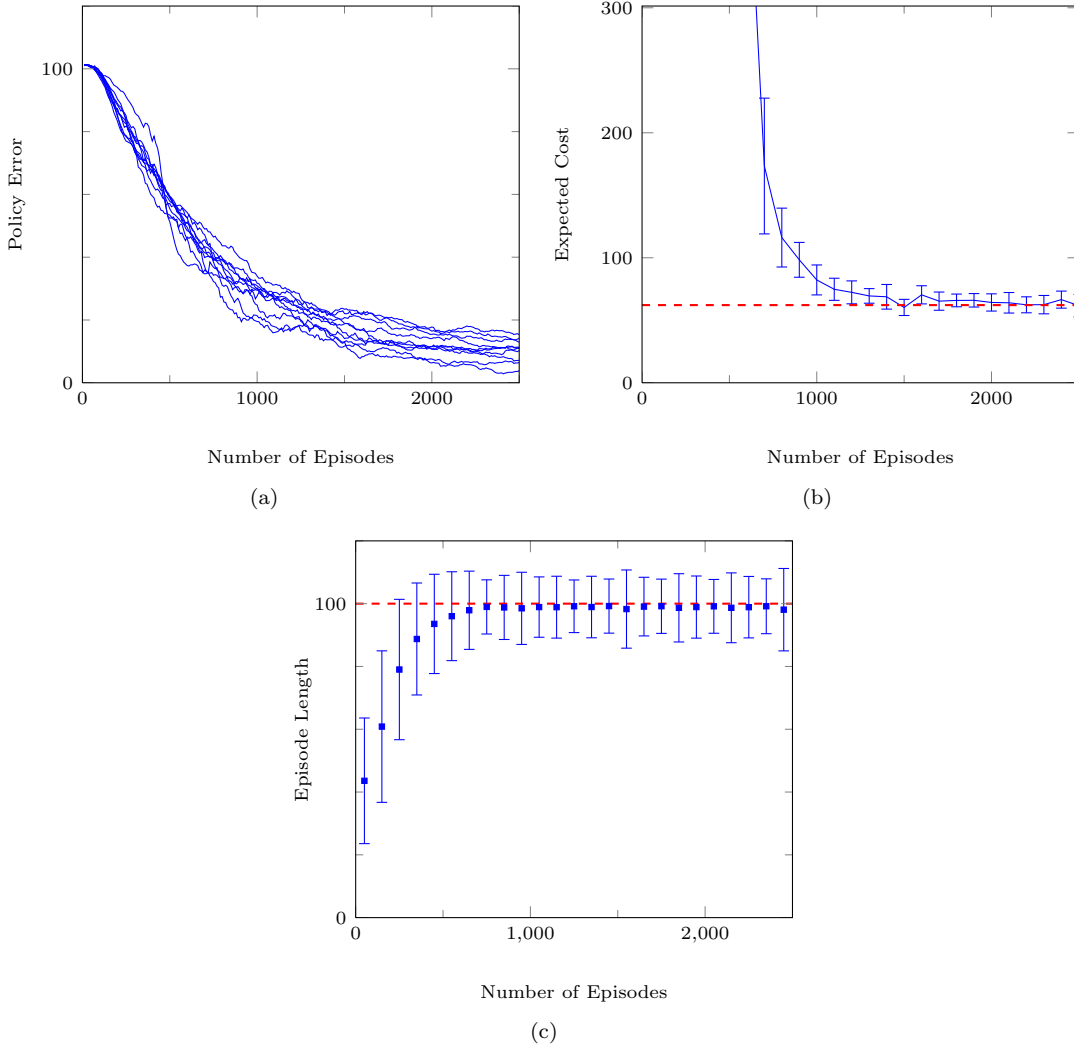 100
0
Policy Error
0 1000 2000
Number of Episodes
(a)
300
200
100
0
Expected Cost
0 1000 2000
Number of Episodes
(b)
100
0
Episode Length
0 1,000 2,000
Number of Episodes
(c)